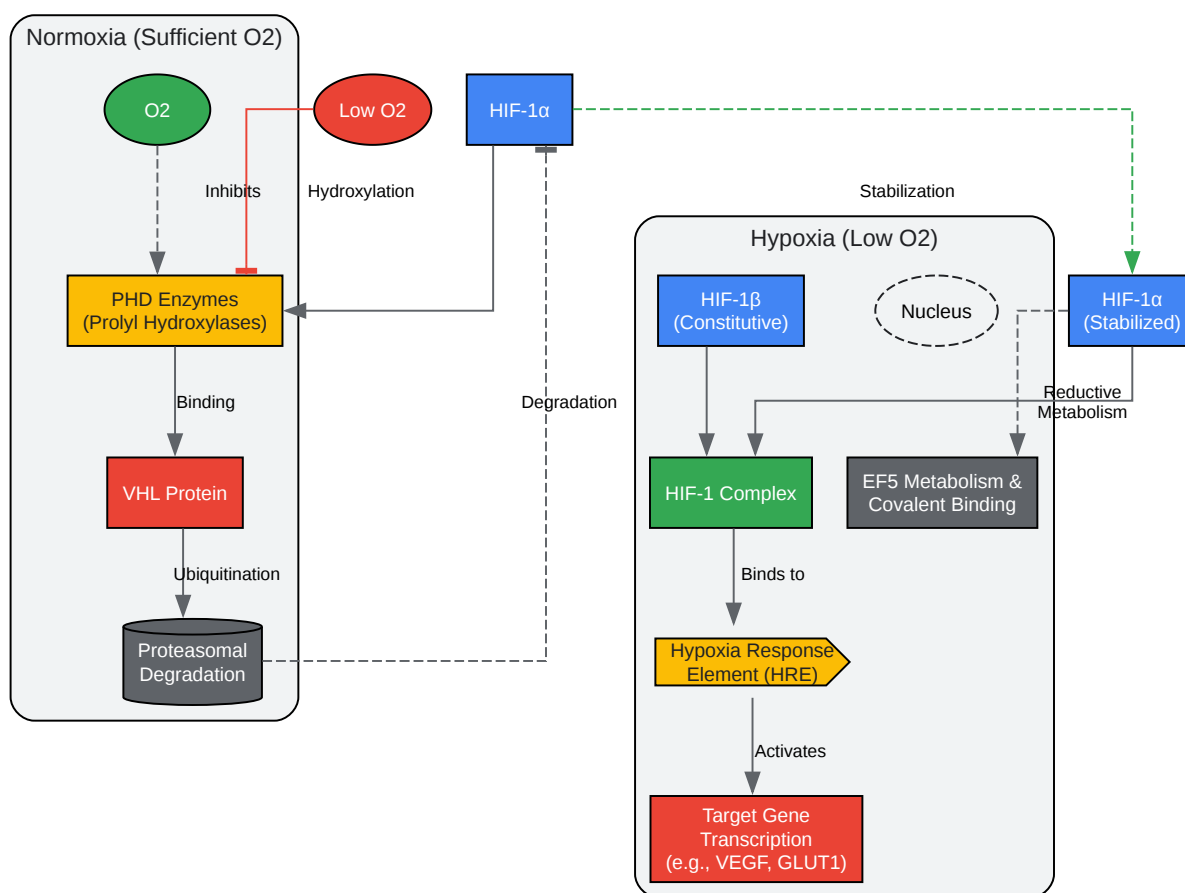 Normoxia (Sufficient O2)
O2
Low O2
HIF-1α
Inhibits
Hydroxylation
Stabilization
Hypoxia (Low O2)
PHD Enzymes
(Prolyl Hydroxylases)
HIF-1β
(Constitutive)
Nucleus
HIF-1α
(Stabilized)
Binding
Degradation
Reductive
Metabolism
VHL Protein
HIF-1 Complex
EF5 Metabolism &
Covalent Binding
Ubiquitination
Binds to
Proteasomal
Degradation
Hypoxia Response
Element (HRE)
Activates
Target Gene
Transcription
(e.g., VEGF, GLUT1)